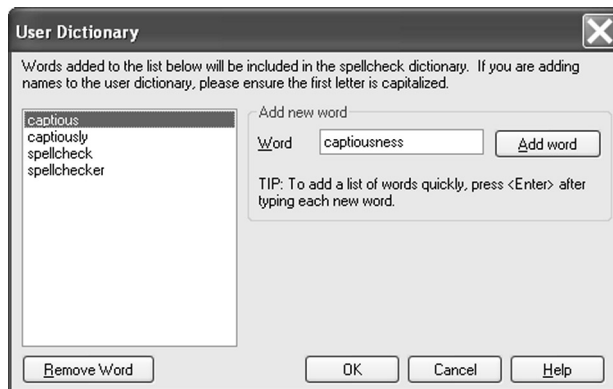 User Dictionary
Words added to the list below will be included in the spellcheck dictionary. If you are adding
names to the user dictionary, please ensure the first letter is capitalized.
captious
captiously
spellcheck
spellchecker
Add new word
Word captiousness Add word
TIP: To add a list of words quickly, press <Enter> after
typing each new word.
Remove Word OK Cancel Help